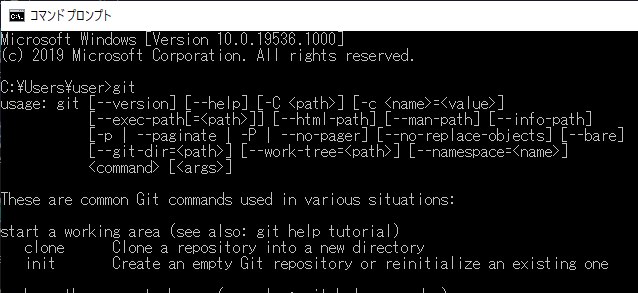 コマンドプロンプト
Microsoft Windows [Version 10.0.19536.1000]
(c) 2019 Microsoft Corporation. All rights reserved.
C:¥Users¥user>git
usage: git [--version] [--help] [-C <path>] [-c <name>=<value>]
[--exec-path[=<path>]] [--html-path] [--man-path] [--info-path]
[-p | --paginate | -P | --no-pager] [--no-replace-objects] [--bare]
[--git-dir=<path>] [--work-tree=<path>] [--namespace=<name>]
<command> [<args>]
These are common Git commands used in various situations:
start a working area (see also: git help tutorial)
clone Clone a repository into a new directory
init Create an empty Git repository or reinitialize an existing one